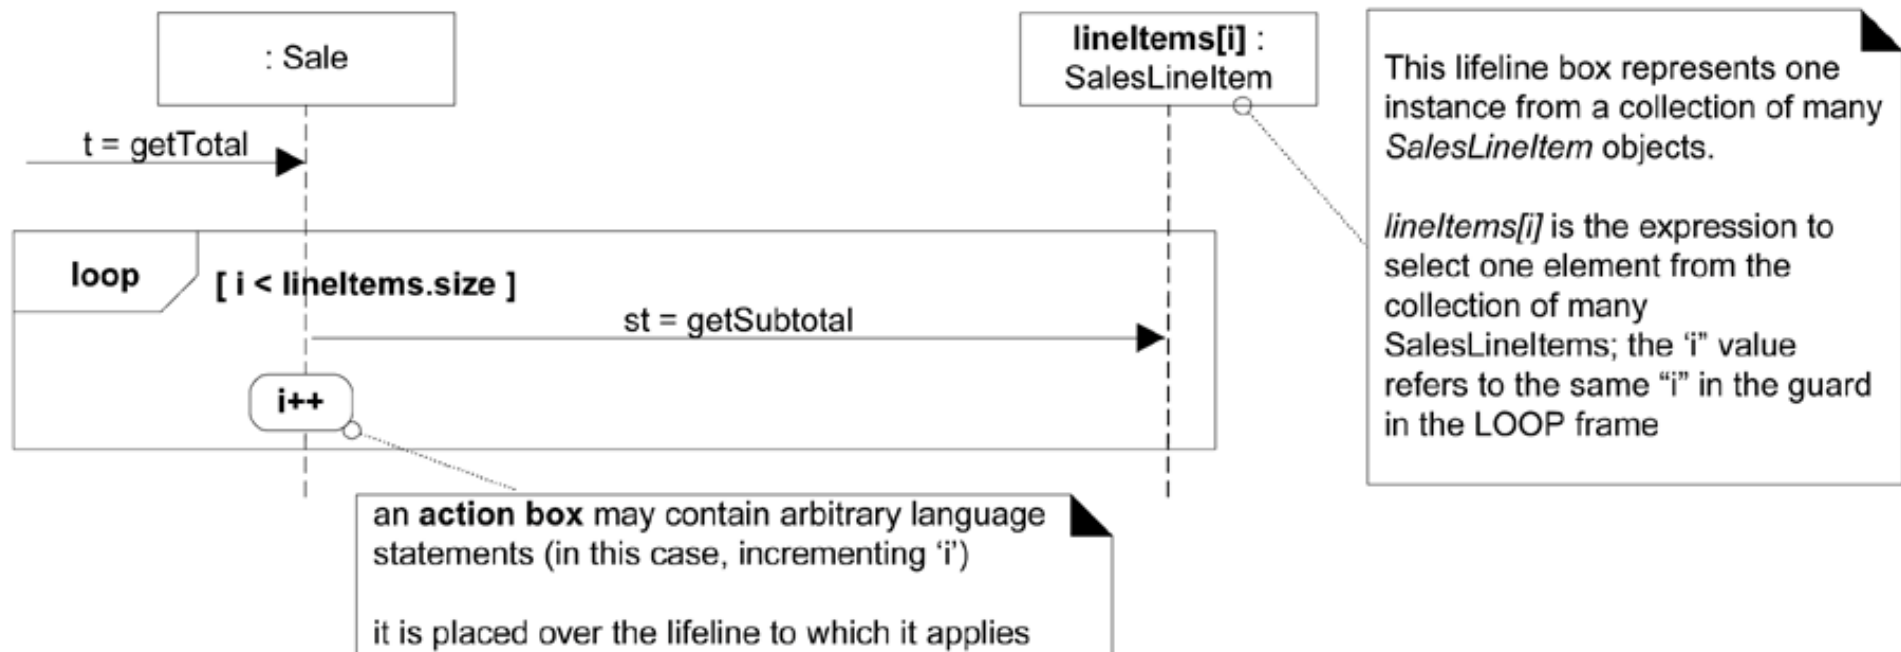 : Sale
lineItems[i] :
SalesLineItem
t = getTotal
loop
[ i < lineItems.size ]
st = getSubtotal
i++
This lifeline box represents one
instance from a collection of many
SalesLineItem objects.
lineItems[i] is the expression to
select one element from the
collection of many
SalesLineItems; the ‘i” value
refers to the same “i” in the guard
in the LOOP frame
an action box may contain arbitrary language
statements (in this case, incrementing ‘i’)
it is placed over the lifeline to which it applies